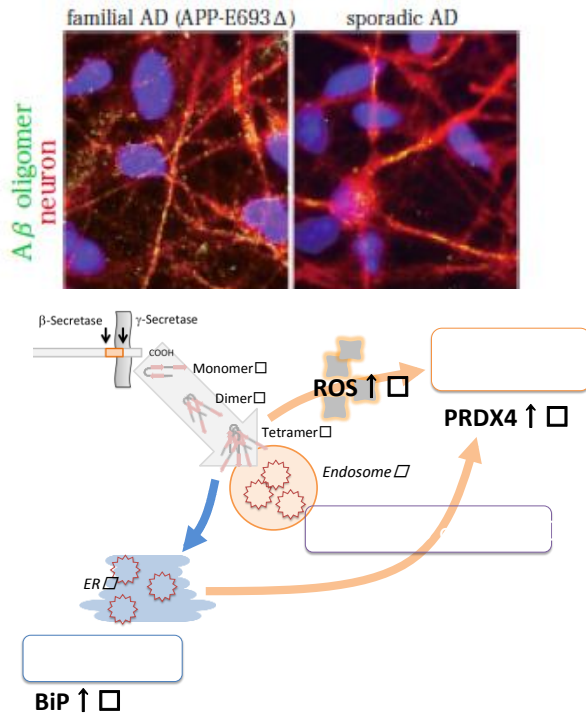 familial AD (APP-E693Δ)
sporadic AD
Aβ oligomer
neuron
β-Secretase
γ-Secretase
COOH
Monomer□
Dimer□
Tetramer□
ROS ↑ □
PRDX4 ↑ □
Endosome □
ER □
BiP ↑ □